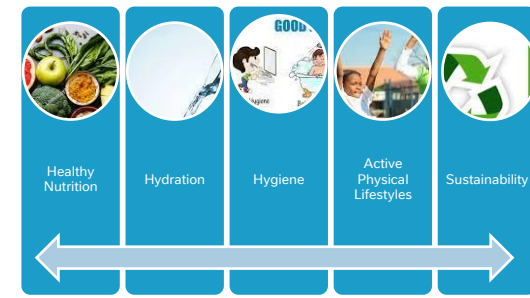 GOOD
Hygiene
Healthy
Nutrition
Hydration
Hygiene
Active
Physical
Lifestyles
Sustainability